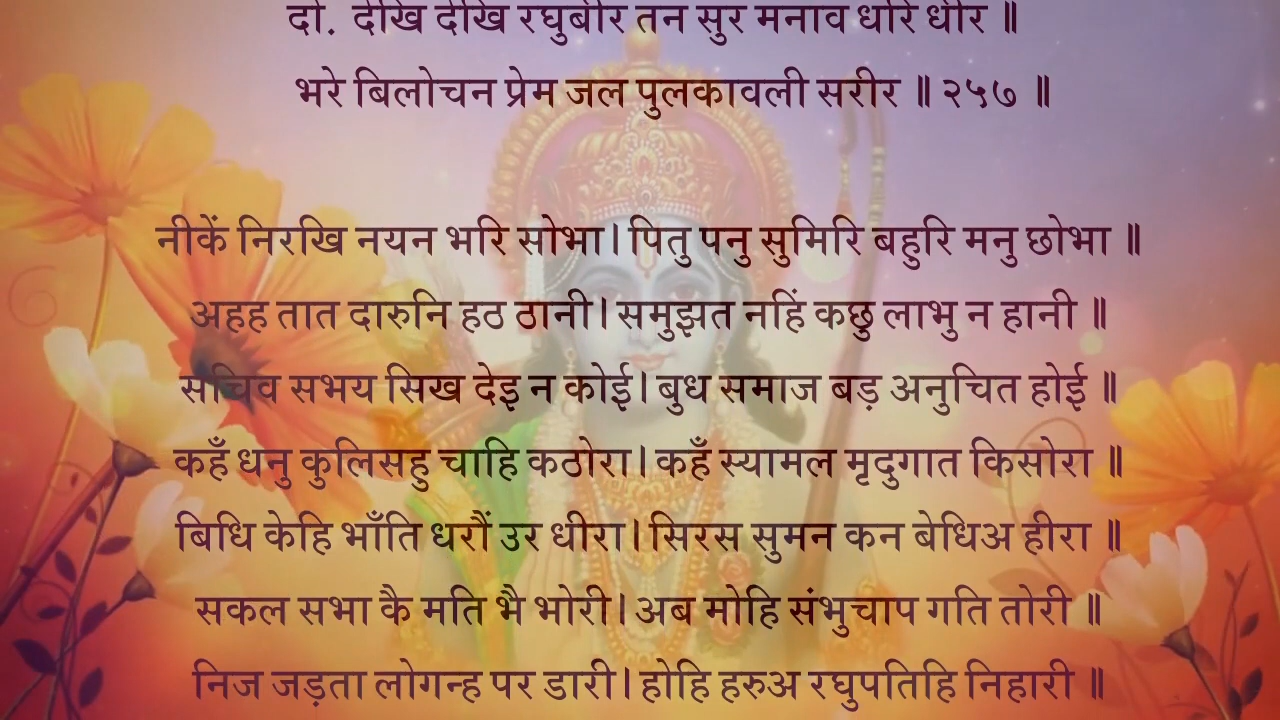 दो. देखि देखि रघुबीर तन सुर मनाव धरि धीर ॥
भरे बिलोचन प्रेम जल पुलकावली सरीर ॥ २५७ ॥
नीकें निरखि नयन भरि सोभा। पितु पनु सुमिरि बहुरि मनु छोभा ॥
अहह तात दारुनि हठ ठानी। समुझत नहिं कछु लाभु न हानी ॥
सचिव सभय सिख देइ न कोई। बुध समाज बड़ अनुचित होई ॥
कहँ धनु कुलिसहु चाहि कठोरा। कहँ स्यामल मृदुगात किसोरा ॥
बिधि केहि भाँति धरौं उर धीरा। सिरस सुमन कन बेधिअ हीरा ॥
सकल सभा कै मति भै भोरी। अब मोहि संभुचाप गति तोरी ॥
निज जड़ता लोगन्ह पर डारी। होहि हरुअ रघुपतिहि निहारी ॥